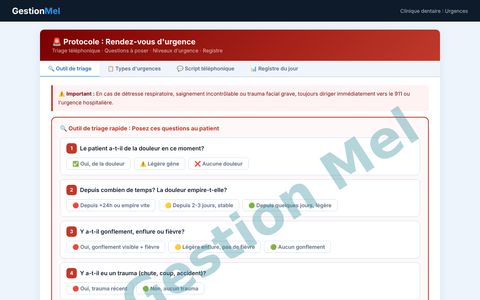 GestionMel
Clinique dentaire | Urgences
🚨 Protocole : Rendez-vous d'urgence
Triage téléphonique · Questions à poser · Niveaux d'urgence · Registre
🔍 Outil de triage
📋 Types d'urgences
💬 Script téléphonique
📊 Registre du jour
⚠️ Important : En cas de détresse respiratoire, saignement incontrôlable ou trauma facial grave, toujours diriger immédiatement vers le 911 ou
l'urgence hospitalière.
🔍 Outil de triage rapide : Posez ces questions au patient
1 Le patient a-t-il de la douleur en ce moment?
✅ Oui, de la douleur
⚠️ Légère gêne
❌ Aucune douleur
2 Depuis combien de temps? La douleur empire-t-elle?
🔴 Depuis +24h ou empire vite
🟡 Depuis 2-3 jours, stable
🟢 Depuis quelques jours, légère
3 Y a-t-il gonflement, enflure ou fièvre?
🔴 Oui, gonflement visible + fièvre
🟡 Légère enflure, pas de fièvre
🟢 Aucun gonflement
4 Y a-t-il eu un trauma (chute, coup, accident)?
🔴 Oui, trauma récent
🟢 Non, aucun trauma
Gestion Mel